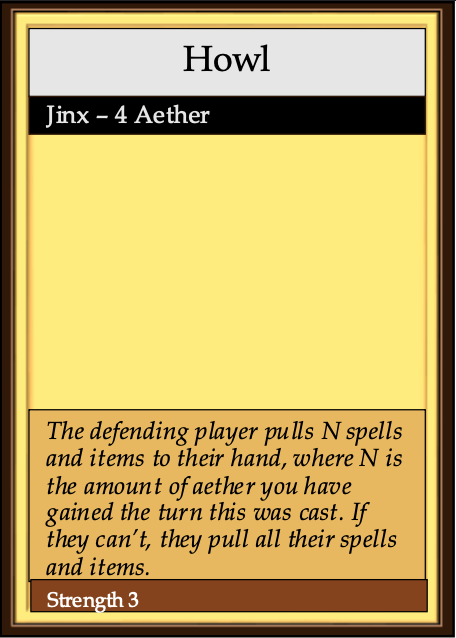 Howl
Jinx – 4 Aether
The defending player pulls N spells
and items to their hand, where N is
the amount of aether you have
gained the turn this was cast. If
they can’t, they pull all their spells
and items.
Strength 3